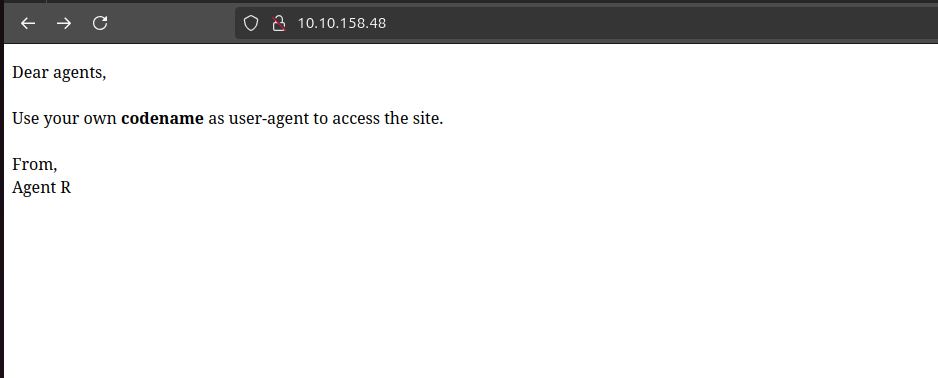 10.10.158.48
Dear agents,
Use your own codename as user-agent to access the site.
From,
Agent R